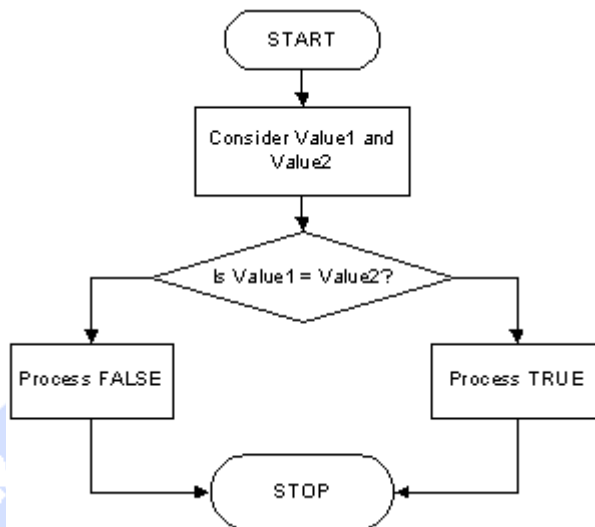 START
Consider Value1 and
Value2
Is Value1 = Value2?
Process FALSE
Process TRUE
STOP